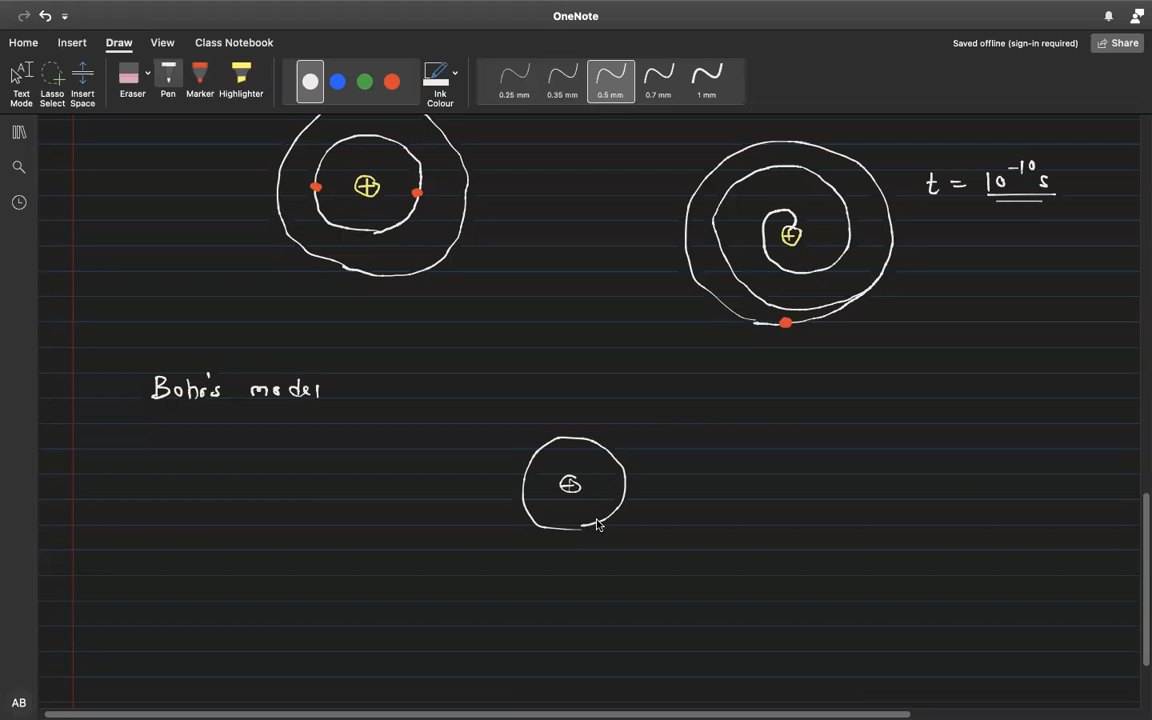 OneNote
Home Insert Draw View Class Notebook
Saved offline (sign-in required) Share
Text Mode
Lasso Select
Insert Space
Eraser
Pen
Marker
Highlighter
Ink Colour
0.25 mm
0.35 mm
0.5 mm
0.7 mm
1 mm
+
+
t = 10⁻¹⁰ s
Bohr's model
+
AB